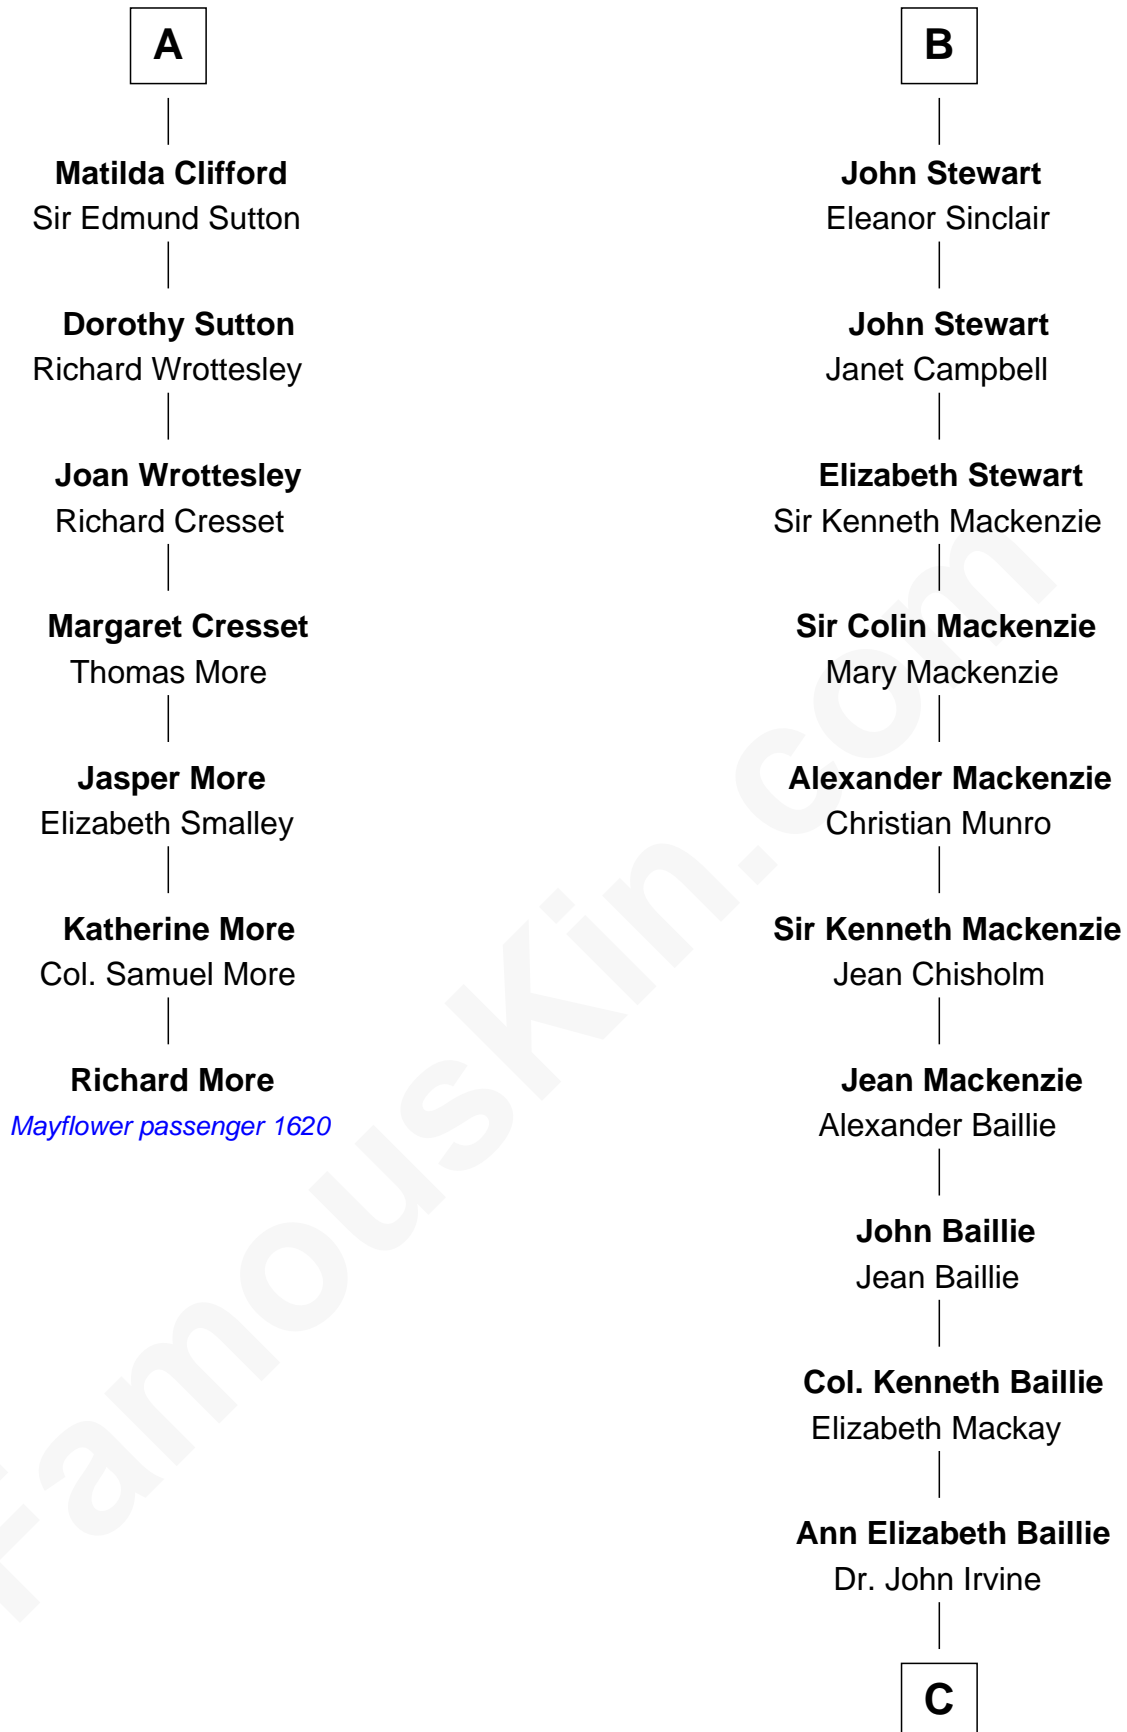 A
Matilda Clifford
Sir Edmund Sutton
Dorothy Sutton
Richard Wrottesley
Joan Wrottesley
Richard Cresset
Margaret Cresset
Thomas More
Jasper More
Elizabeth Smalley
Katherine More
Col. Samuel More
Richard More
Mayflower passenger 1620
B
John Stewart
Eleanor Sinclair
John Stewart
Janet Campbell
Elizabeth Stewart
Sir Kenneth Mackenzie
Sir Colin Mackenzie
Mary Mackenzie
Alexander Mackenzie
Christian Munro
Sir Kenneth Mackenzie
Jean Chisholm
Jean Mackenzie
Alexander Baillie
John Baillie
Jean Baillie
Col. Kenneth Baillie
Elizabeth Mackay
Ann Elizabeth Baillie
Dr. John Irvine
C
FamousKin.com